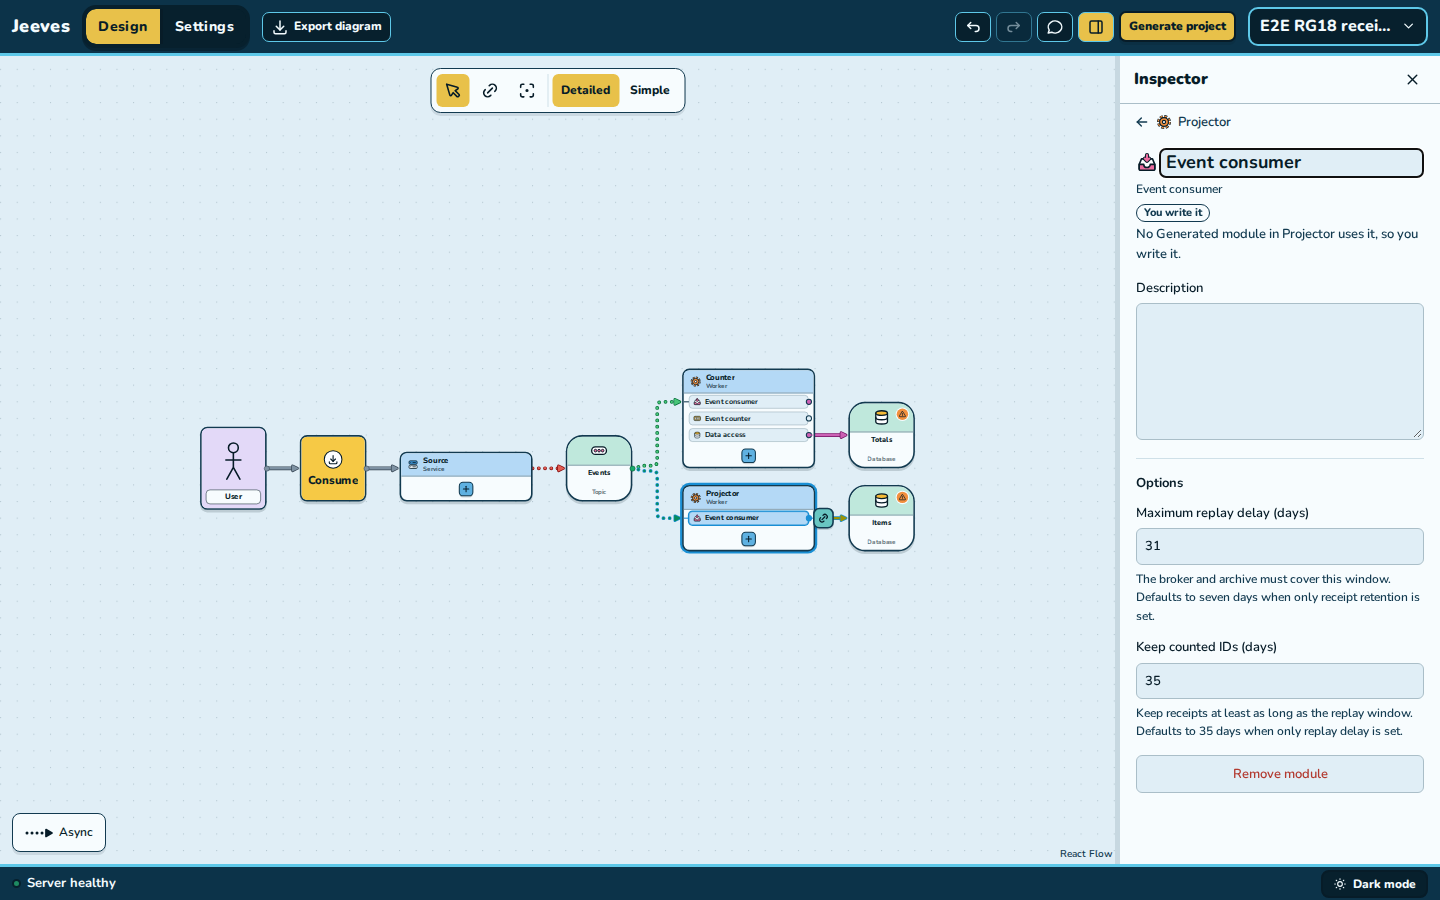 Jeeves
Design
Settings
Export diagram
Generate project
E2E RG18 recei...
Detailed
Simple
Inspector
Projector
Event consumer
Event consumer
You write it
No Generated module in Projector uses it, so you
write it.
Description
Options
Maximum replay delay (days)
31
The broker and archive must cover this window.
Defaults to seven days when only receipt retention is
set.
Keep counted IDs (days)
35
Keep receipts at least as long as the replay window.
Defaults to 35 days when only replay delay is set.
Remove module
User
Consume
Source
Service
Events
Topic
Counter
Worker
Event consumer
Event counter
Data access
Totals
Database
Projector
Worker
Event consumer
Items
Database
Async
React Flow
Server healthy
Dark mode